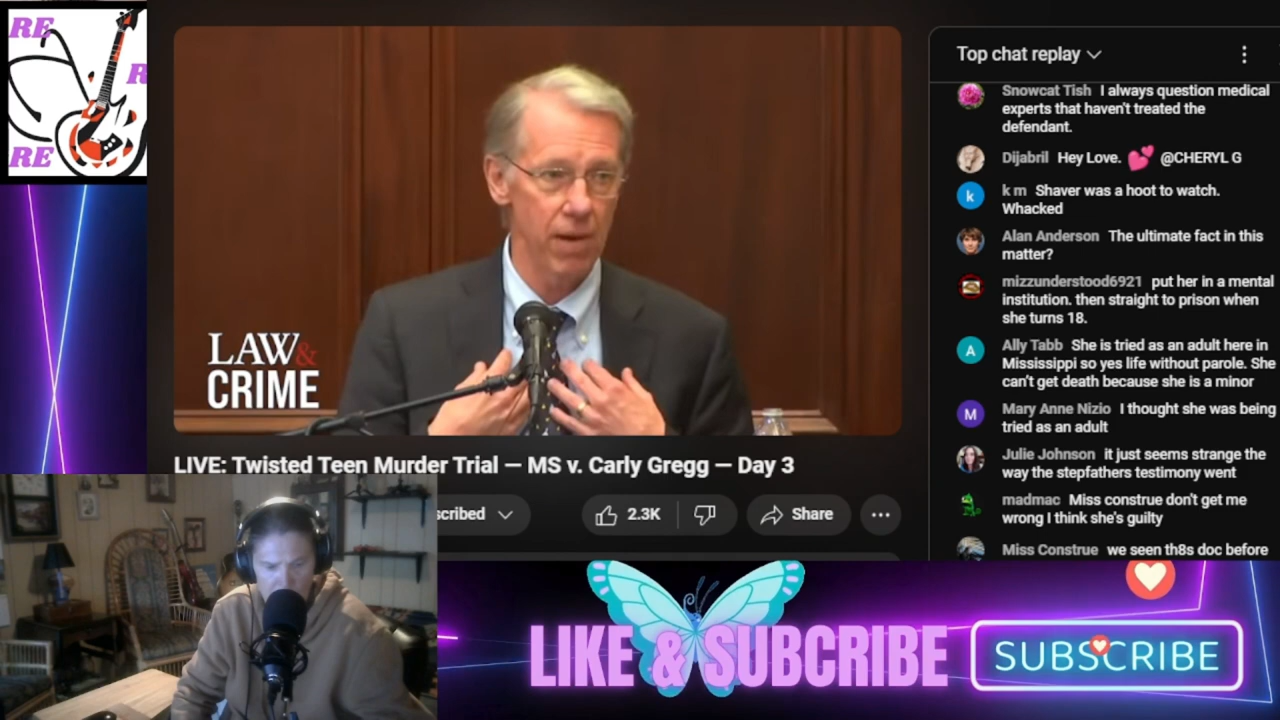 RE
R
RE
LAW&
CRIME
LIVE: Twisted Teen Murder Trial — MS v. Carly Gregg — Day 3
scribed
2.3K
Share
Top chat replay
Snowcat Tish I always question medical
experts that haven't treated the
defendant.
Dijabril Hey Love. 💕 @CHERYL G
k
k m Shaver was a hoot to watch.
Whacked
Alan Anderson The ultimate fact in this
matter?
mizzunderstood6921 put her in a mental
institution. then straight to prison when
she turns 18.
A
Ally Tabb She is tried as an adult here in
Mississippi so yes life without parole. She
can't get death because she is a minor
M
Mary Anne Nizio I thought she was being
tried as an adult
Julie Johnson it just seems strange the
way the stepfathers testimony went
madmac Miss construe don't get me
wrong I think she's guilty
Miss Construe we seen th8s doc before
LIKE & SUBCRIBE
SUBSCRIBE